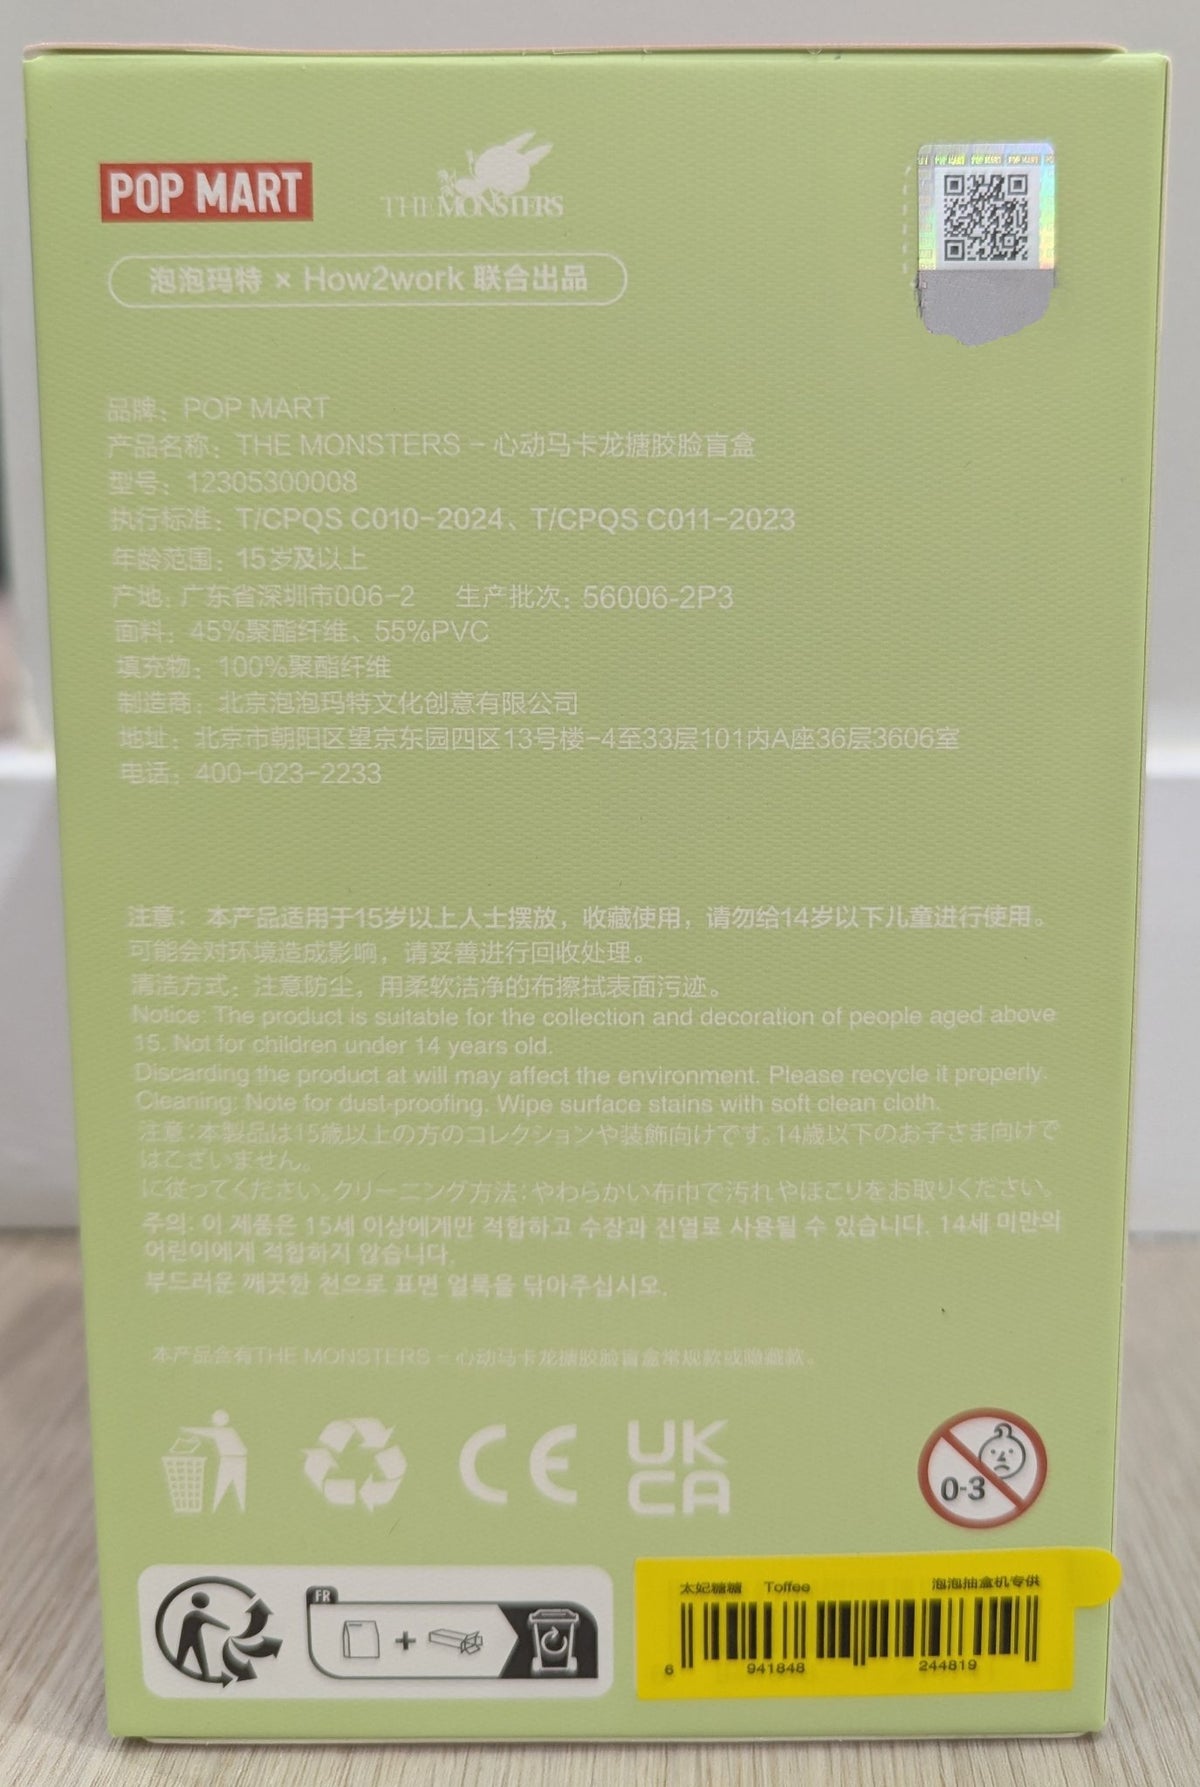 POP MART
THE MONSTERS
POP MART POP MART POP MART
泡泡玛特 × How2work 联合出品
品牌：POP MART
产品名称：THE MONSTERS - 心动马卡龙搪胶脸盲盒
型号：12305300008
执行标准：T/CPQS C010-2024、T/CPQS C011-2023
年龄范围：15岁及以上
产地：广东省深圳市006-2 生产批次：56006-2P3
面料：45%聚酯纤维、55%PVC
填充物：100%聚酯纤维
制造商：北京泡泡玛特文化创意有限公司
地址：北京市朝阳区望京东园四区13号楼-4至33层101内A座36层3606室
电话：400-023-2233
注意：本产品适用于15岁以上人士摆放，收藏使用，请勿给14岁以下儿童进行使用。
可能会对环境造成影响，请妥善进行回收处理。
清洁方式：注意防尘，用柔软洁净的布擦拭表面污迹。
Notice: The product is suitable for the collection and decoration of people aged above
15. Not for children under 14 years old.
Discarding the product at will may affect the environment. Please recycle it properly.
Cleaning: Note for dust-proofing. Wipe surface stains with soft clean cloth.
注意：本製品は15歳以上の方のコレクションや装飾向けです。14歳以下のお子さま向けで
はございません。
に従ってください。クリーニング方法：やわらかい布巾で汚れやほこりをお取りください。
주의: 이 제품은 15세 이상에게만 적합하고 수장과 진열로 사용될 수 있습니다. 14세 미만의
어린이에게 적합하지 않습니다.
부드러운 깨끗한 천으로 표면 얼룩을 닦아주십시오.
本产品含有THE MONSTERS - 心动马卡龙搪胶脸盲盒常规款或隐藏款。
CE
UK
CA
0-3
FR
+
太妃糖糖 Toffee 泡泡抽盒机专供
6 941848 244819